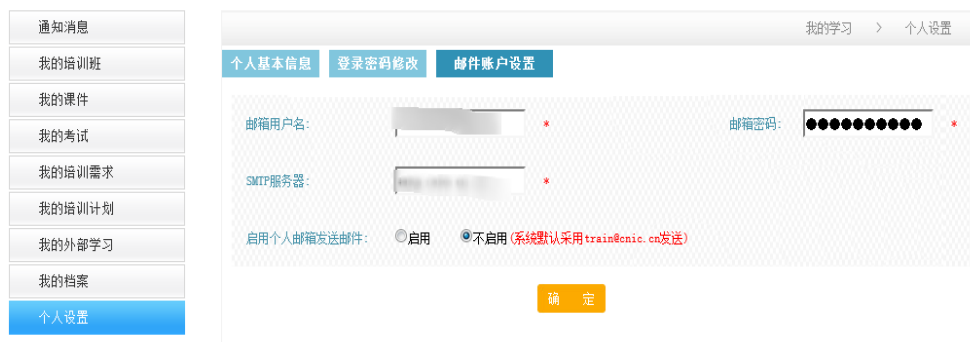 通知消息
我的培训班
我的课件
我的考试
我的培训需求
我的培训计划
我的外部学习
我的档案
个人设置
我的学习 > 个人设置
个人基本信息 登录密码修改 邮件账户设置
邮箱用户名: * 邮箱密码: ●●●●●●●●●● *
SMTP服务器: *
启用个人邮箱发送邮件: 启用 不启用(系统默认采用train@cnic.cn发送)
确 定